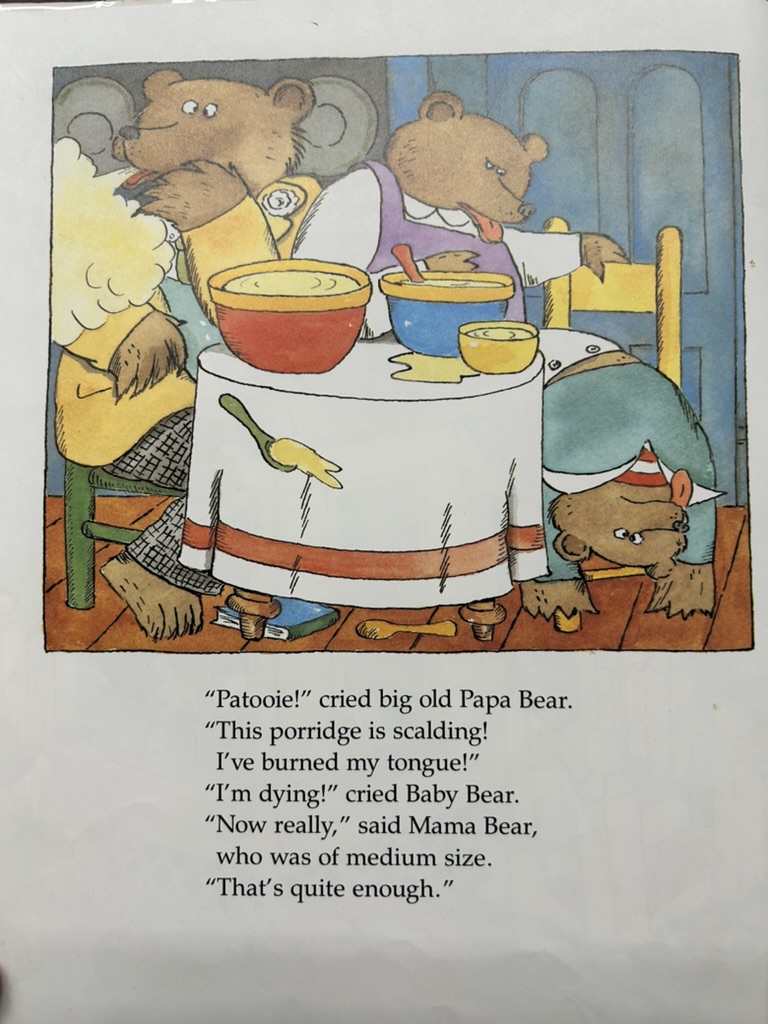 “Patooie!” cried big old Papa Bear.
“This porridge is scalding!
I’ve burned my tongue!”
“I’m dying!” cried Baby Bear.
“Now really,” said Mama Bear,
who was of medium size.
“That’s quite enough.”